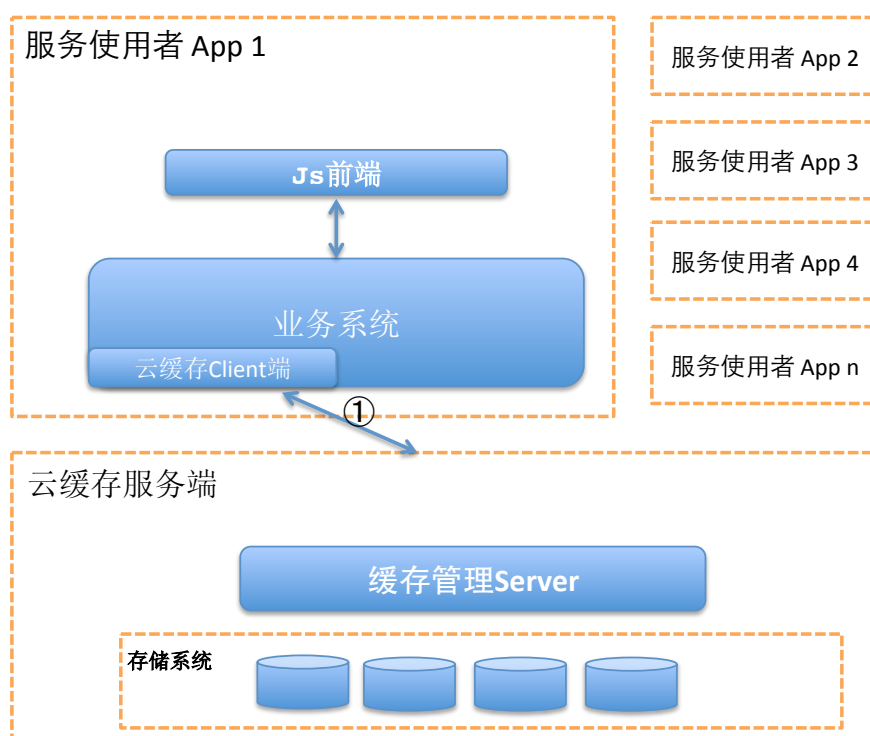 服务使用者 App 1
Js前端
业务系统
云缓存Client端
①
服务使用者 App 2
服务使用者 App 3
服务使用者 App 4
服务使用者 App n
云缓存服务端
缓存管理Server
存储系统